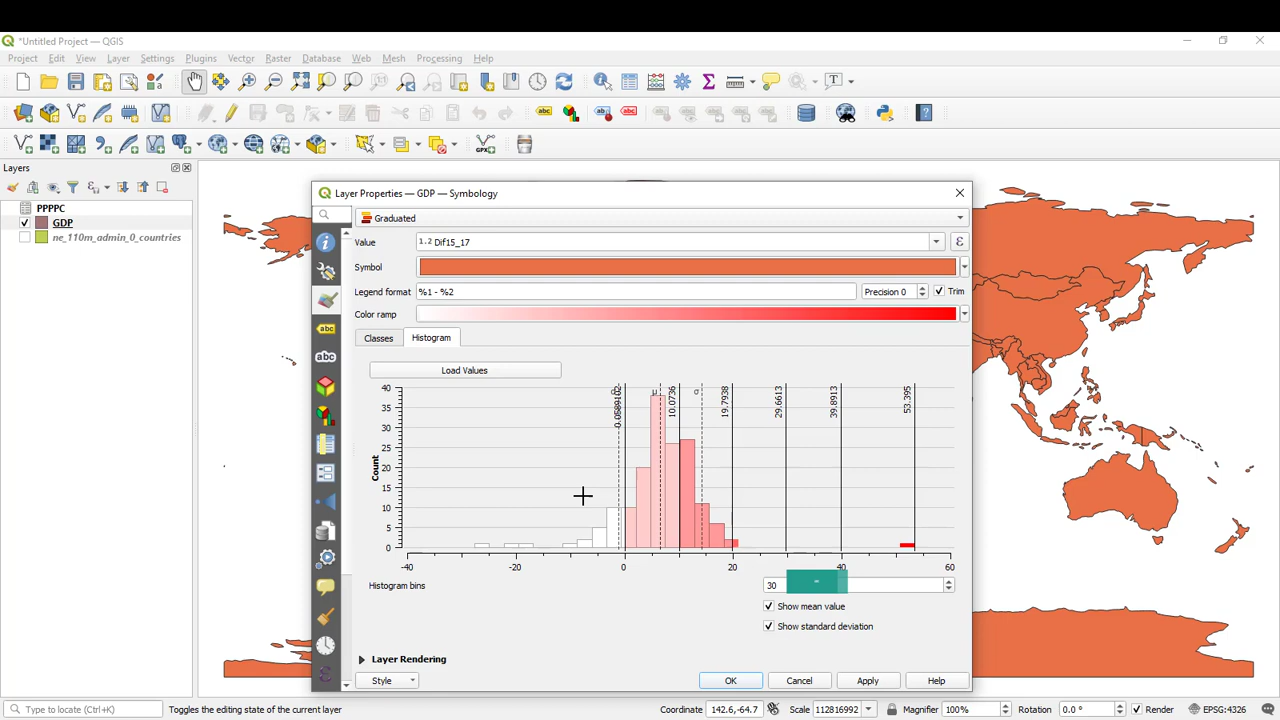 *Untitled Project — QGIS
Project Edit View Layer Settings Plugins Vector Raster Database Web Mesh Processing Help
Layers
PPPPC
GDP
ne_110m_admin_0_countries
Layer Properties — GDP — Symbology
Graduated
Value 1.2 Dif15_17
Symbol
Legend format %1 - %2 Precision 0 Trim
Color ramp
Classes Histogram
Load Values
40
35
30
25
20
15
10
5
0
Count
10.0736
19.7938
29.6613
39.8913
53.395
-40 -20 0 20 40 60
Histogram bins 30
Show mean value
Show standard deviation
Layer Rendering
Style OK Cancel Apply Help
Type to locate (Ctrl+K) Toggles the editing state of the current layer Coordinate 142.6,-64.7 Scale 112816992 Magnifier 100% Rotation 0.0 ° Render EPSG:4326